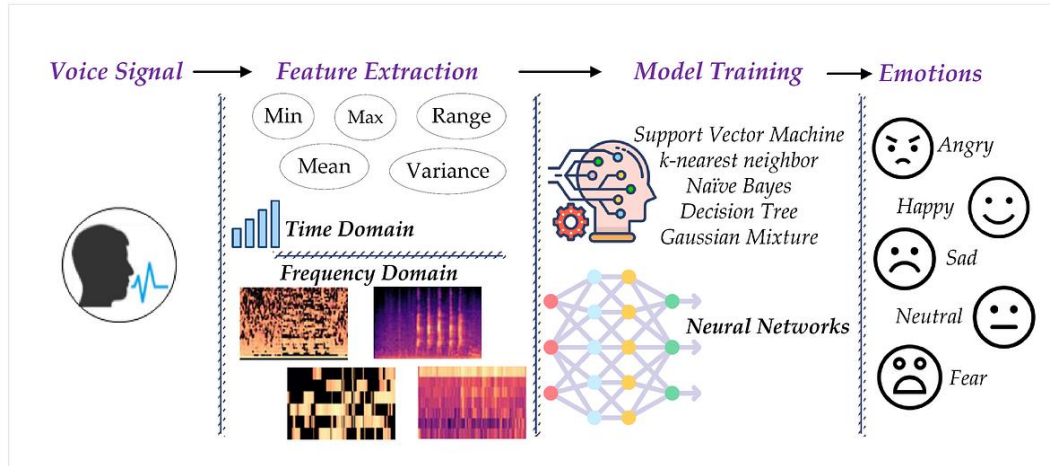 Voice Signal
Feature Extraction
Model Training
Emotions
Min
Max
Range
Mean
Variance
Time Domain
Frequency Domain
Support Vector Machine
k-nearest neighbor
Naïve Bayes
Decision Tree
Gaussian Mixture
Neural Networks
Angry
Happy
Sad
Neutral
Fear